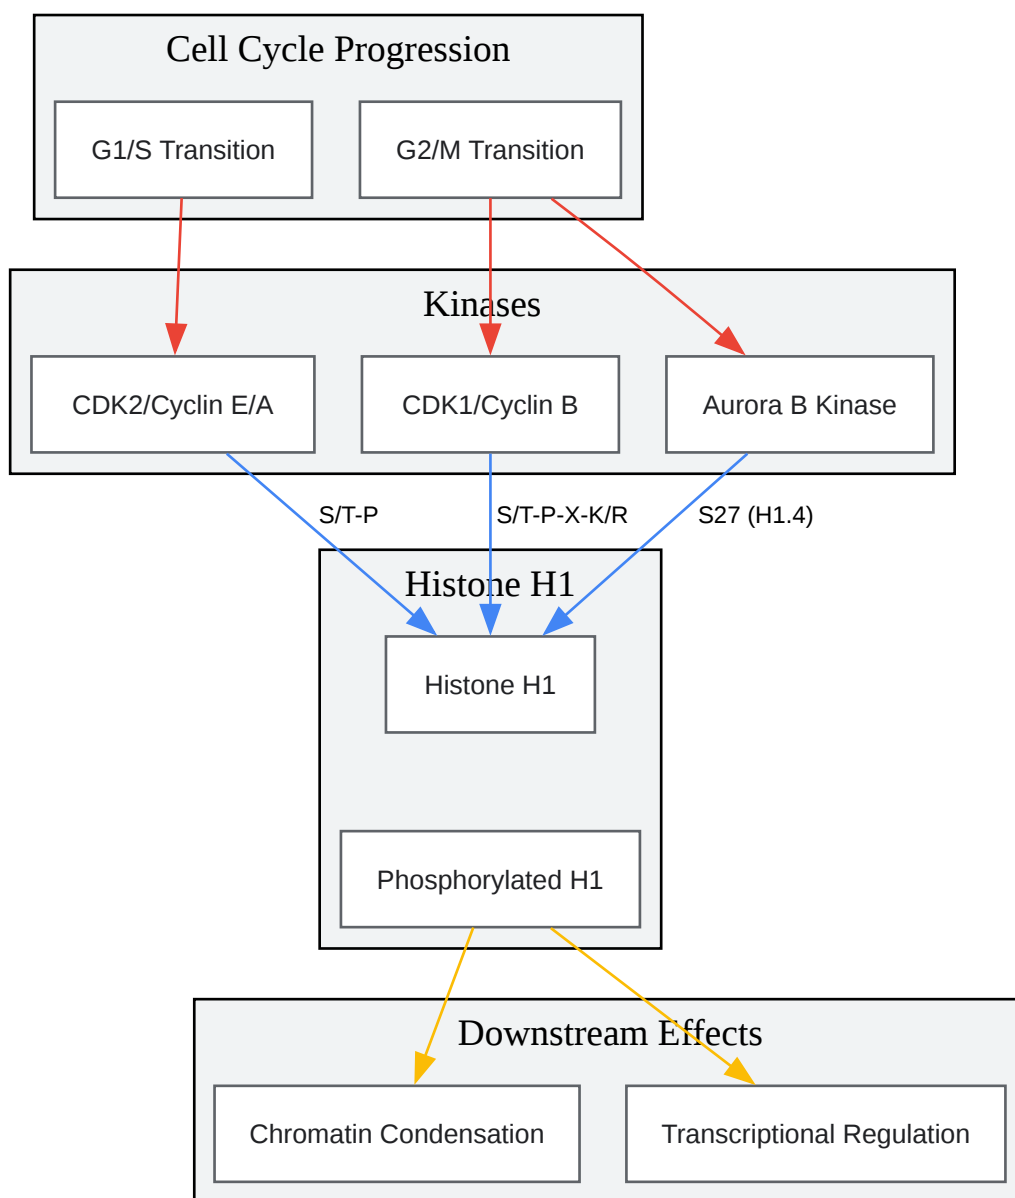 Cell Cycle Progression
G1/S Transition
G2/M Transition
Kinases
CDK2/Cyclin E/A
CDK1/Cyclin B
Aurora B Kinase
S/T-P
S/T-P-X-K/R
S27 (H1.4)
Histone H1
Histone H1
Phosphorylated H1
Downstream Effects
Chromatin Condensation
Transcriptional Regulation